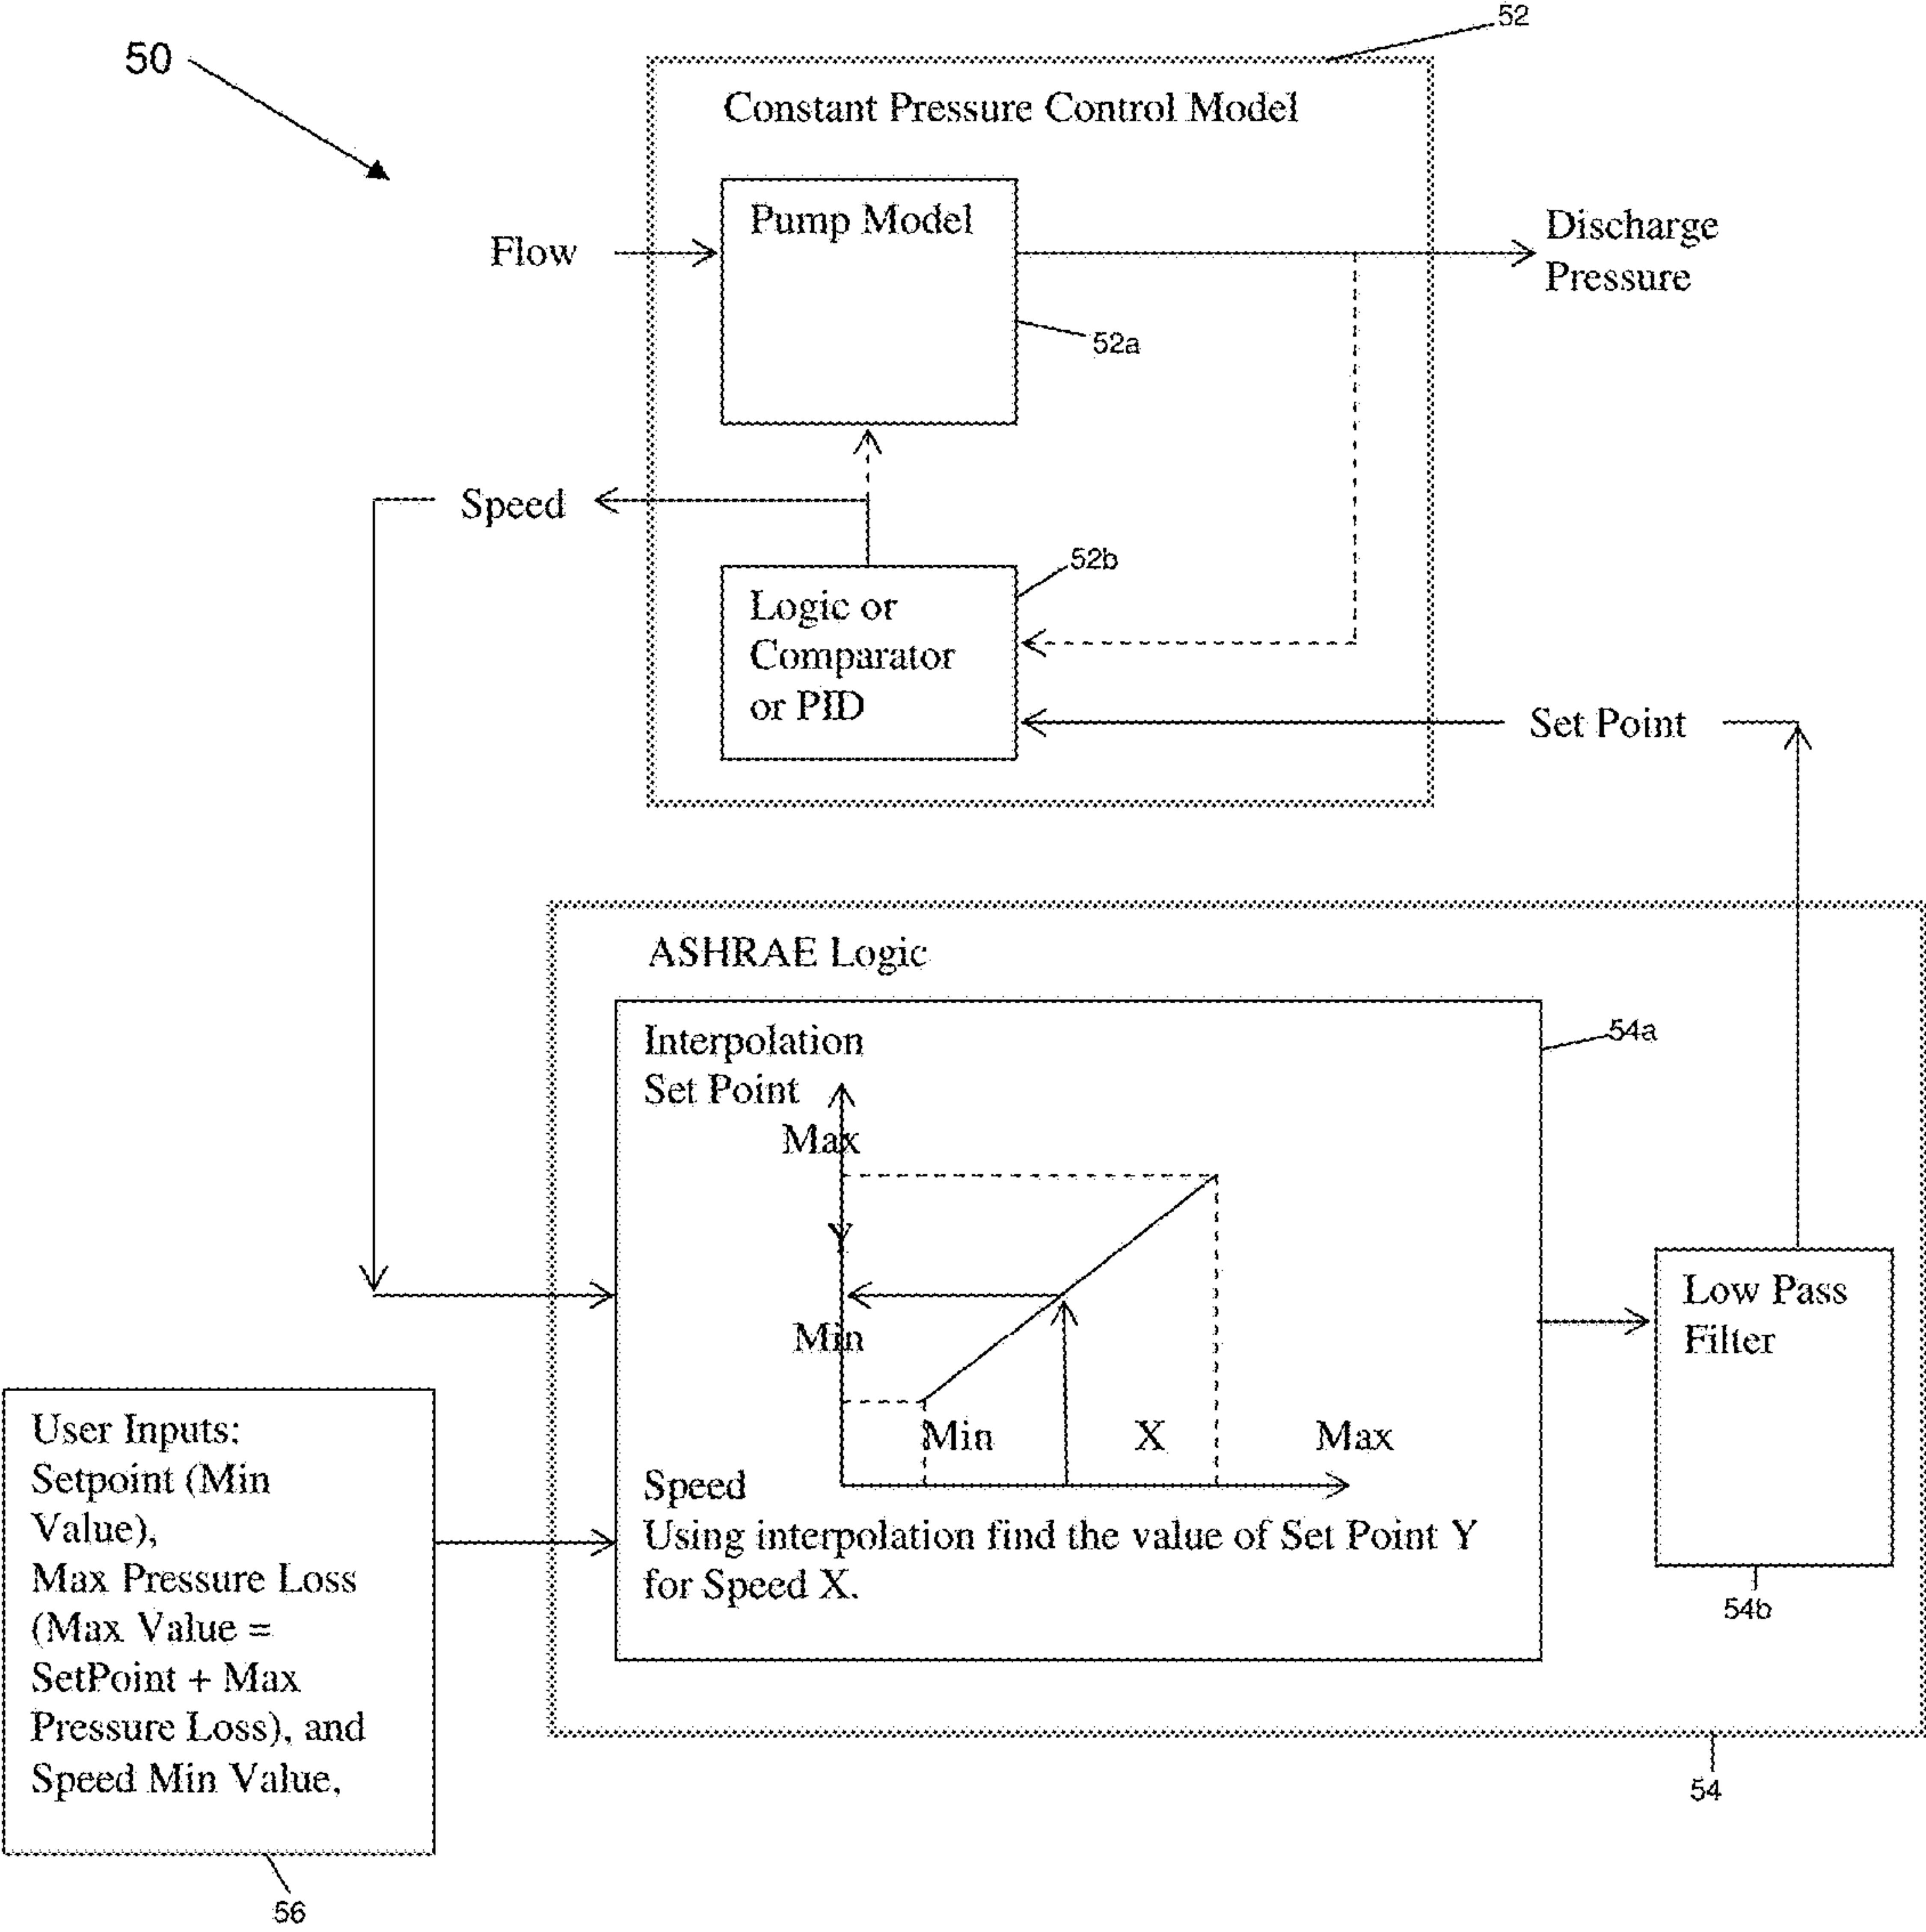 52
50
Constant Pressure Control Model
Pump Model
Flow
Discharge
Pressure
52a
Speed
52b
Logic or
Comparator
or PID
Set Point
ASHRAE Logic
54a
Interpolation
Set Point
Max
Y
Min
Low Pass
Filter
Min
X
Max
Speed
Using interpolation find the value of Set Point Y
for Speed X.
54b
User Inputs:
Setpoint (Min
Value),
Max Pressure Loss
(Max Value =
SetPoint + Max
Pressure Loss), and
Speed Min Value,
54
56